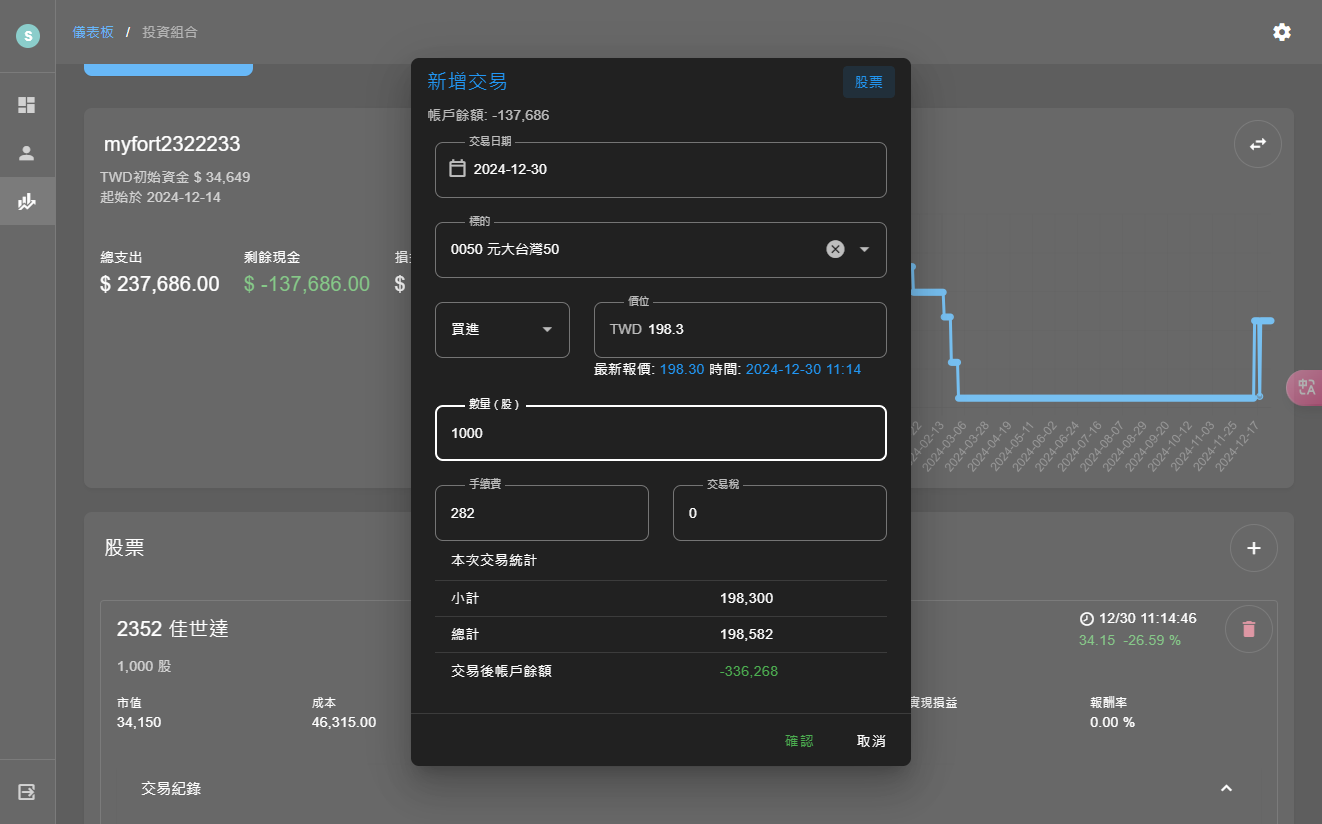 S
儀表板 / 投資組合
myfort2322233
TWD初始資金 $ 34,649
起始於 2024-12-14
總支出
$ 237,686.00
剩餘現金
$ -137,686.00
$
新增交易
股票
帳戶餘額: -137,686
交易日期
2024-12-30
標的
0050 元大台灣50
買進
價位
TWD 198.3
最新報價: 198.30 時間: 2024-12-30 11:14
數量 ( 股 )
1000
手續費
282
交易稅
0
本次交易統計
小計 198,300
總計 198,582
交易後帳戶餘額 -336,268
確認 取消
2024-03-06
2024-03-28
2024-04-19
2024-05-11
2024-06-02
2024-06-24
2024-07-16
2024-08-07
2024-08-29
2024-09-20
2024-10-12
2024-11-03
2024-11-25
2024-12-17
股票
2352 佳世達
1,000 股
12/30 11:14:46
34.15 -26.59 %
市值
34,150
成本
46,315.00
實現損益
報酬率
0.00 %
交易紀錄